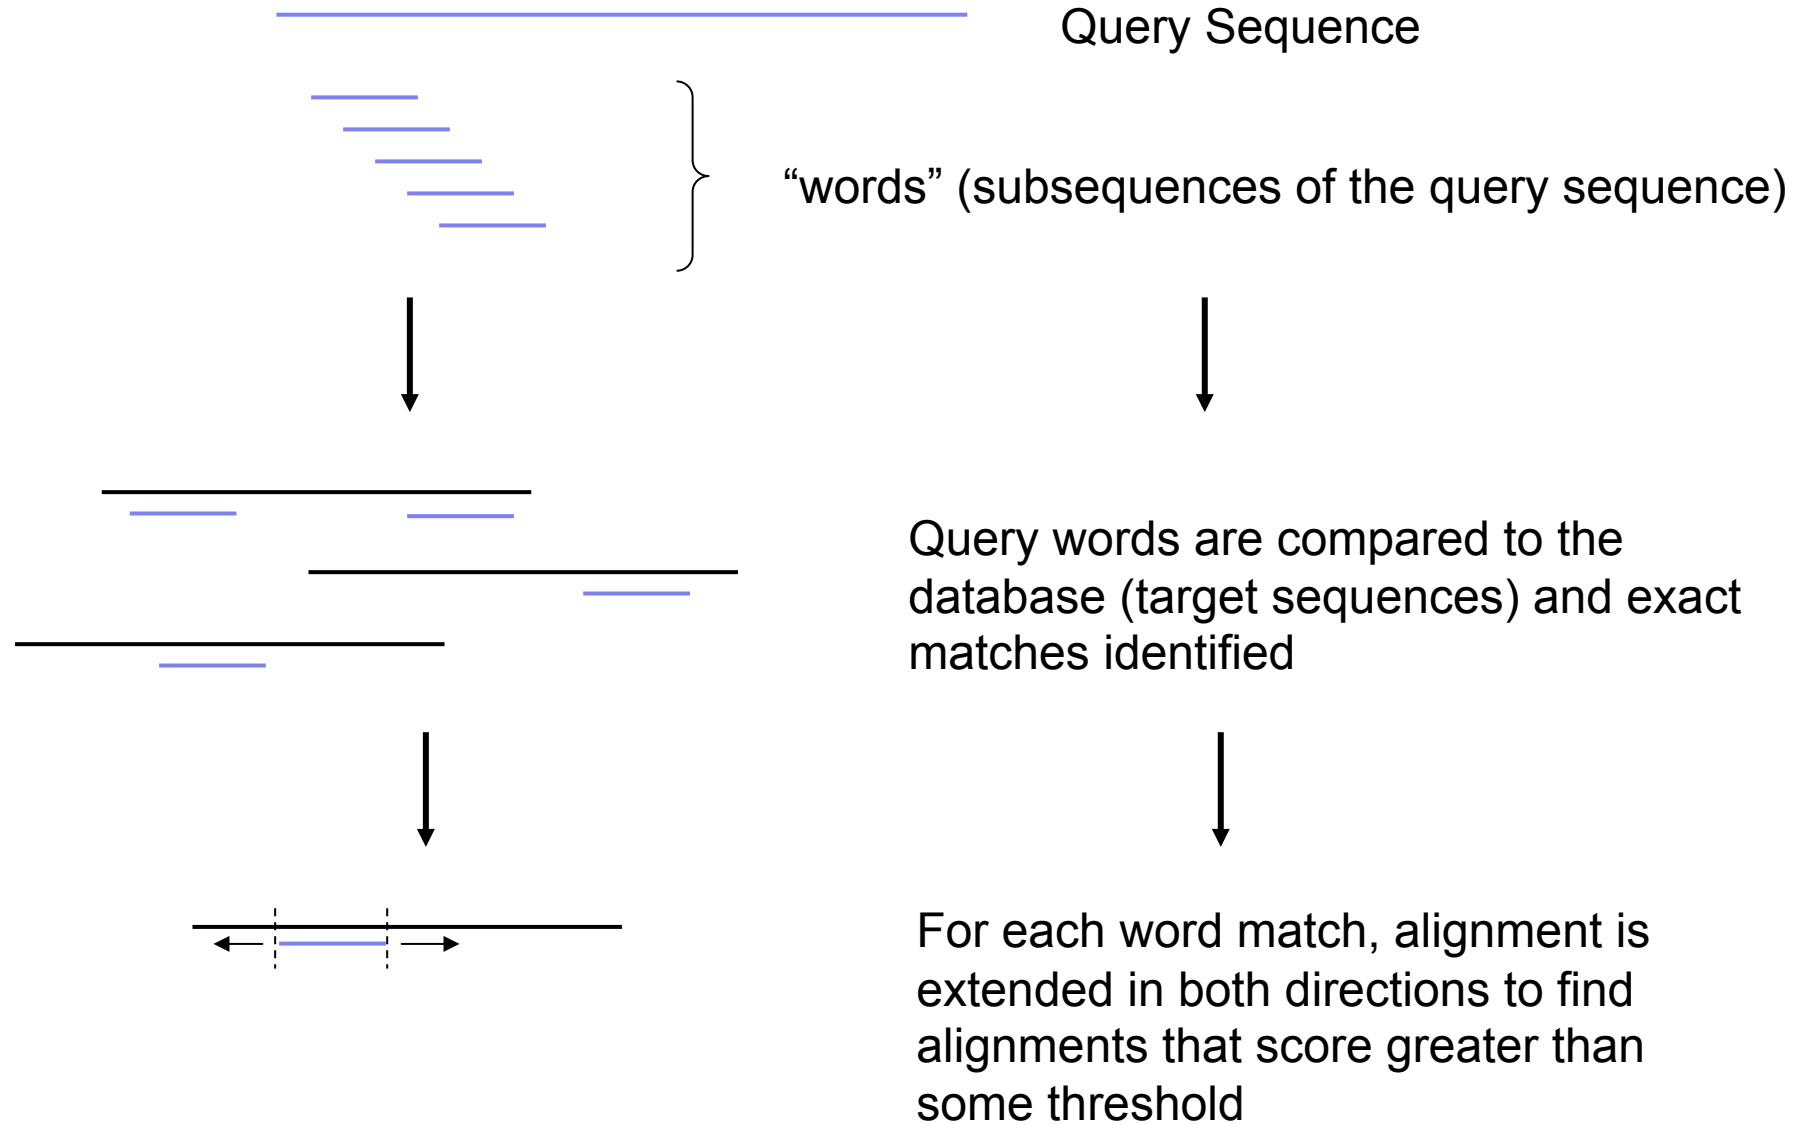 Query Sequence
“words” (subsequences of the query sequence)
Query words are compared to the
database (target sequences) and exact
matches identified
For each word match, alignment is
extended in both directions to find
alignments that score greater than
some threshold